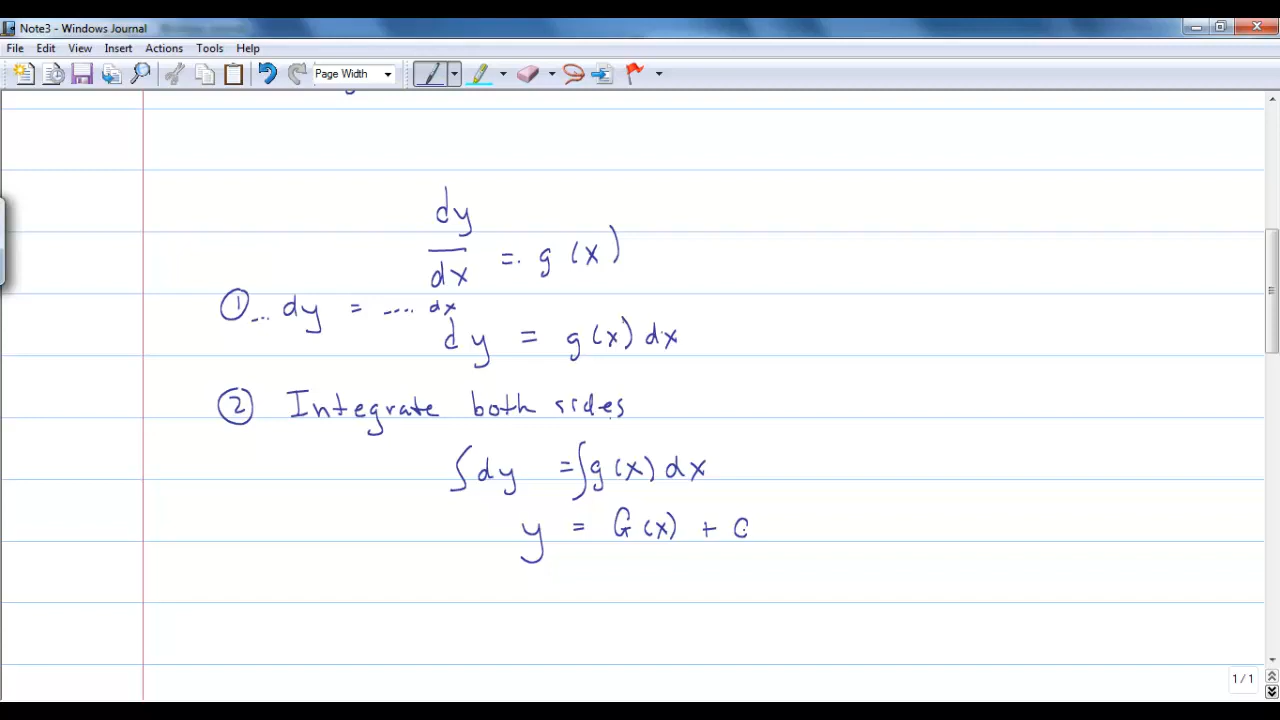 Note3 - Windows Journal
File Edit View Insert Actions Tools Help
Page Width
dy
dx
= g (x)
① ... dy = .... dx
dy = g(x) dx
② Integrate both sides
∫ dy = ∫ g(x) dx
y = G(x) + C
1 / 1